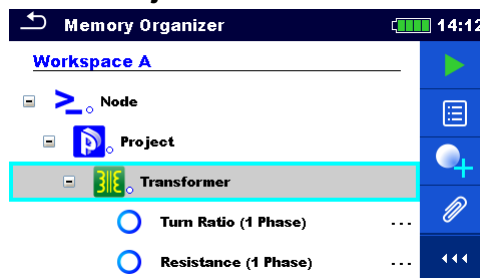 Memory Organizer 14:12
Workspace A
Node
Project
Transformer
Turn Ratio (1 Phase) ...
Resistance (1 Phase) ...